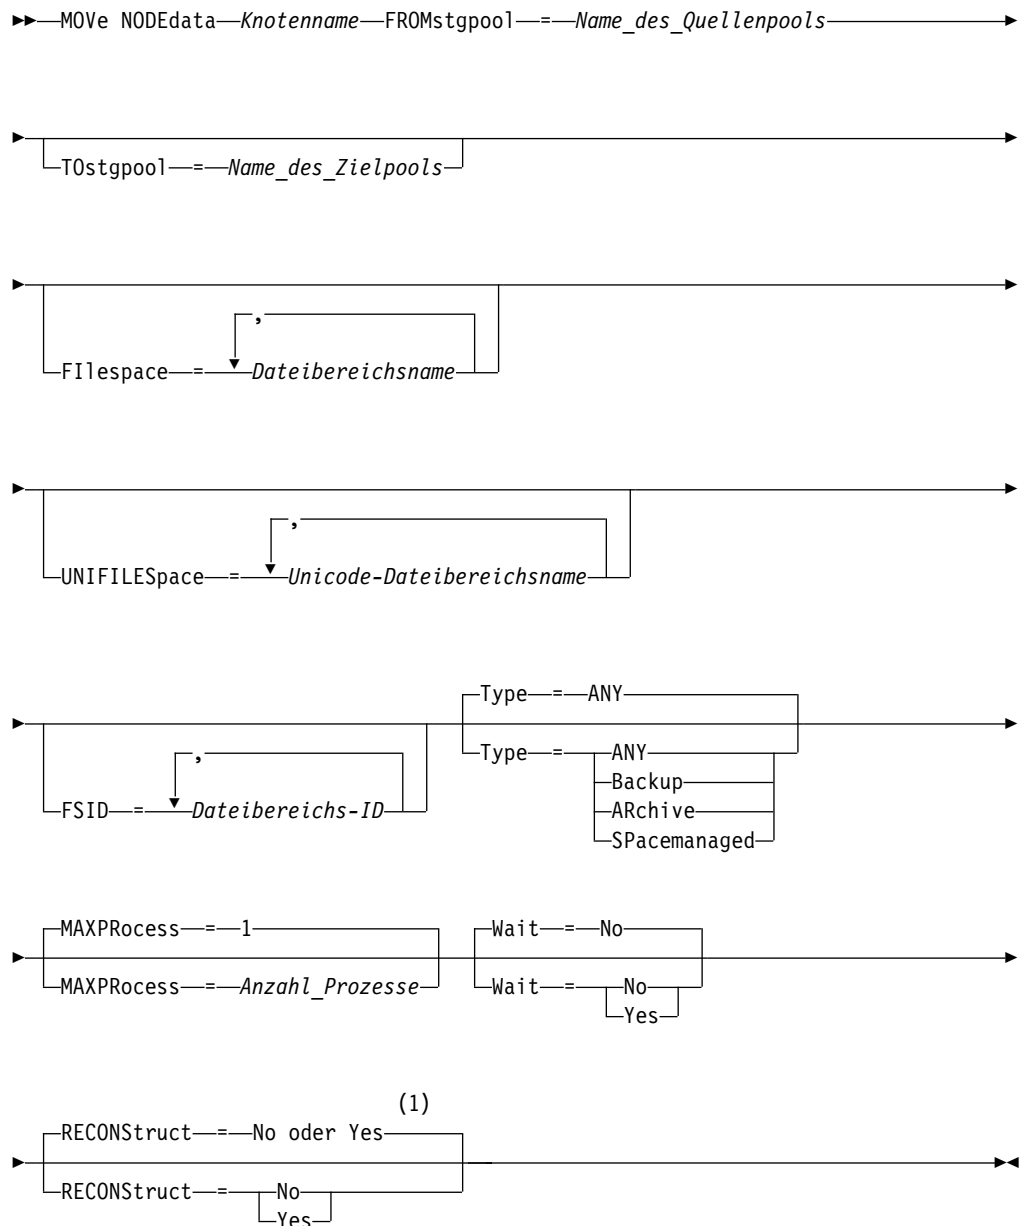 MOVe NODEdata Knotenname FROMstgpool = Name_des_Quellenpools
TOstgpool = Name_des_Zielpools
,
FIlespace = Dateibereichsname
,
UNIFILESpace = Unicode-Dateibereichsname
Type = ANY
,
Type = ANY
Backup
FSID = Dateibereichs-ID
ARchive
SPacemanaged
MAXPRocess = 1
Wait = No
MAXPRocess = Anzahl_Prozesse
Wait = No
Yes
(1)
RECONStruct = No oder Yes
RECONStruct = No
Yes